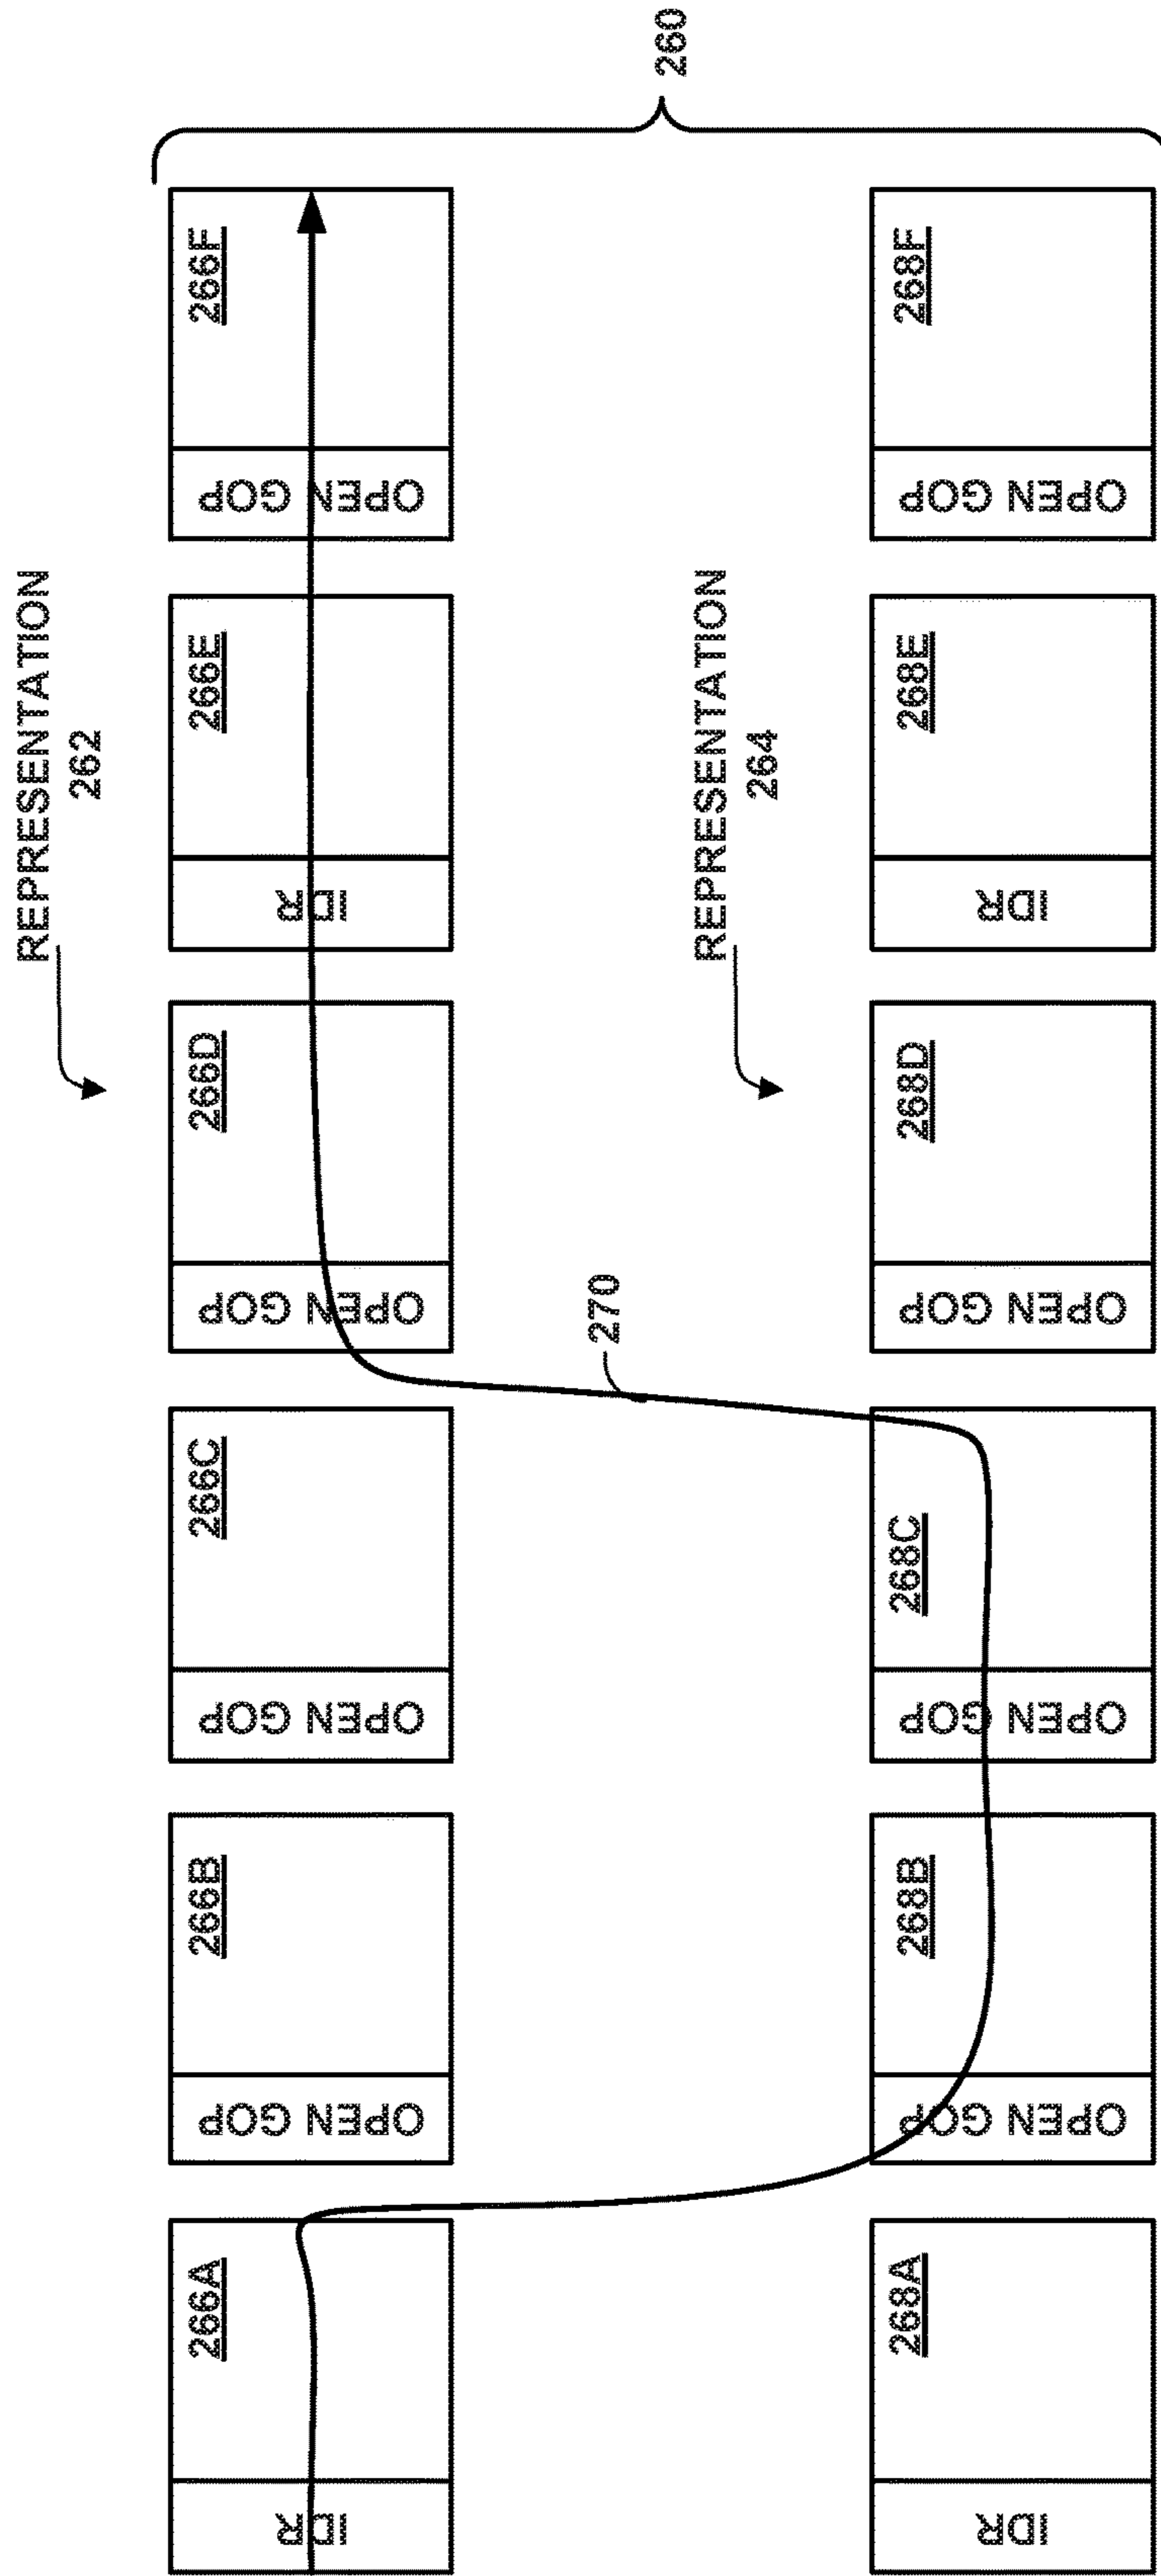 REPRESENTATION
262
IDR
266A
OPEN GOP
266B
OPEN GOP
266C
OPEN GOP
266D
IDR
266E
OPEN GOP
266F
260
270
REPRESENTATION
264
IDR
268A
OPEN GOP
268B
OPEN GOP
268C
OPEN GOP
268D
IDR
268E
OPEN GOP
268F